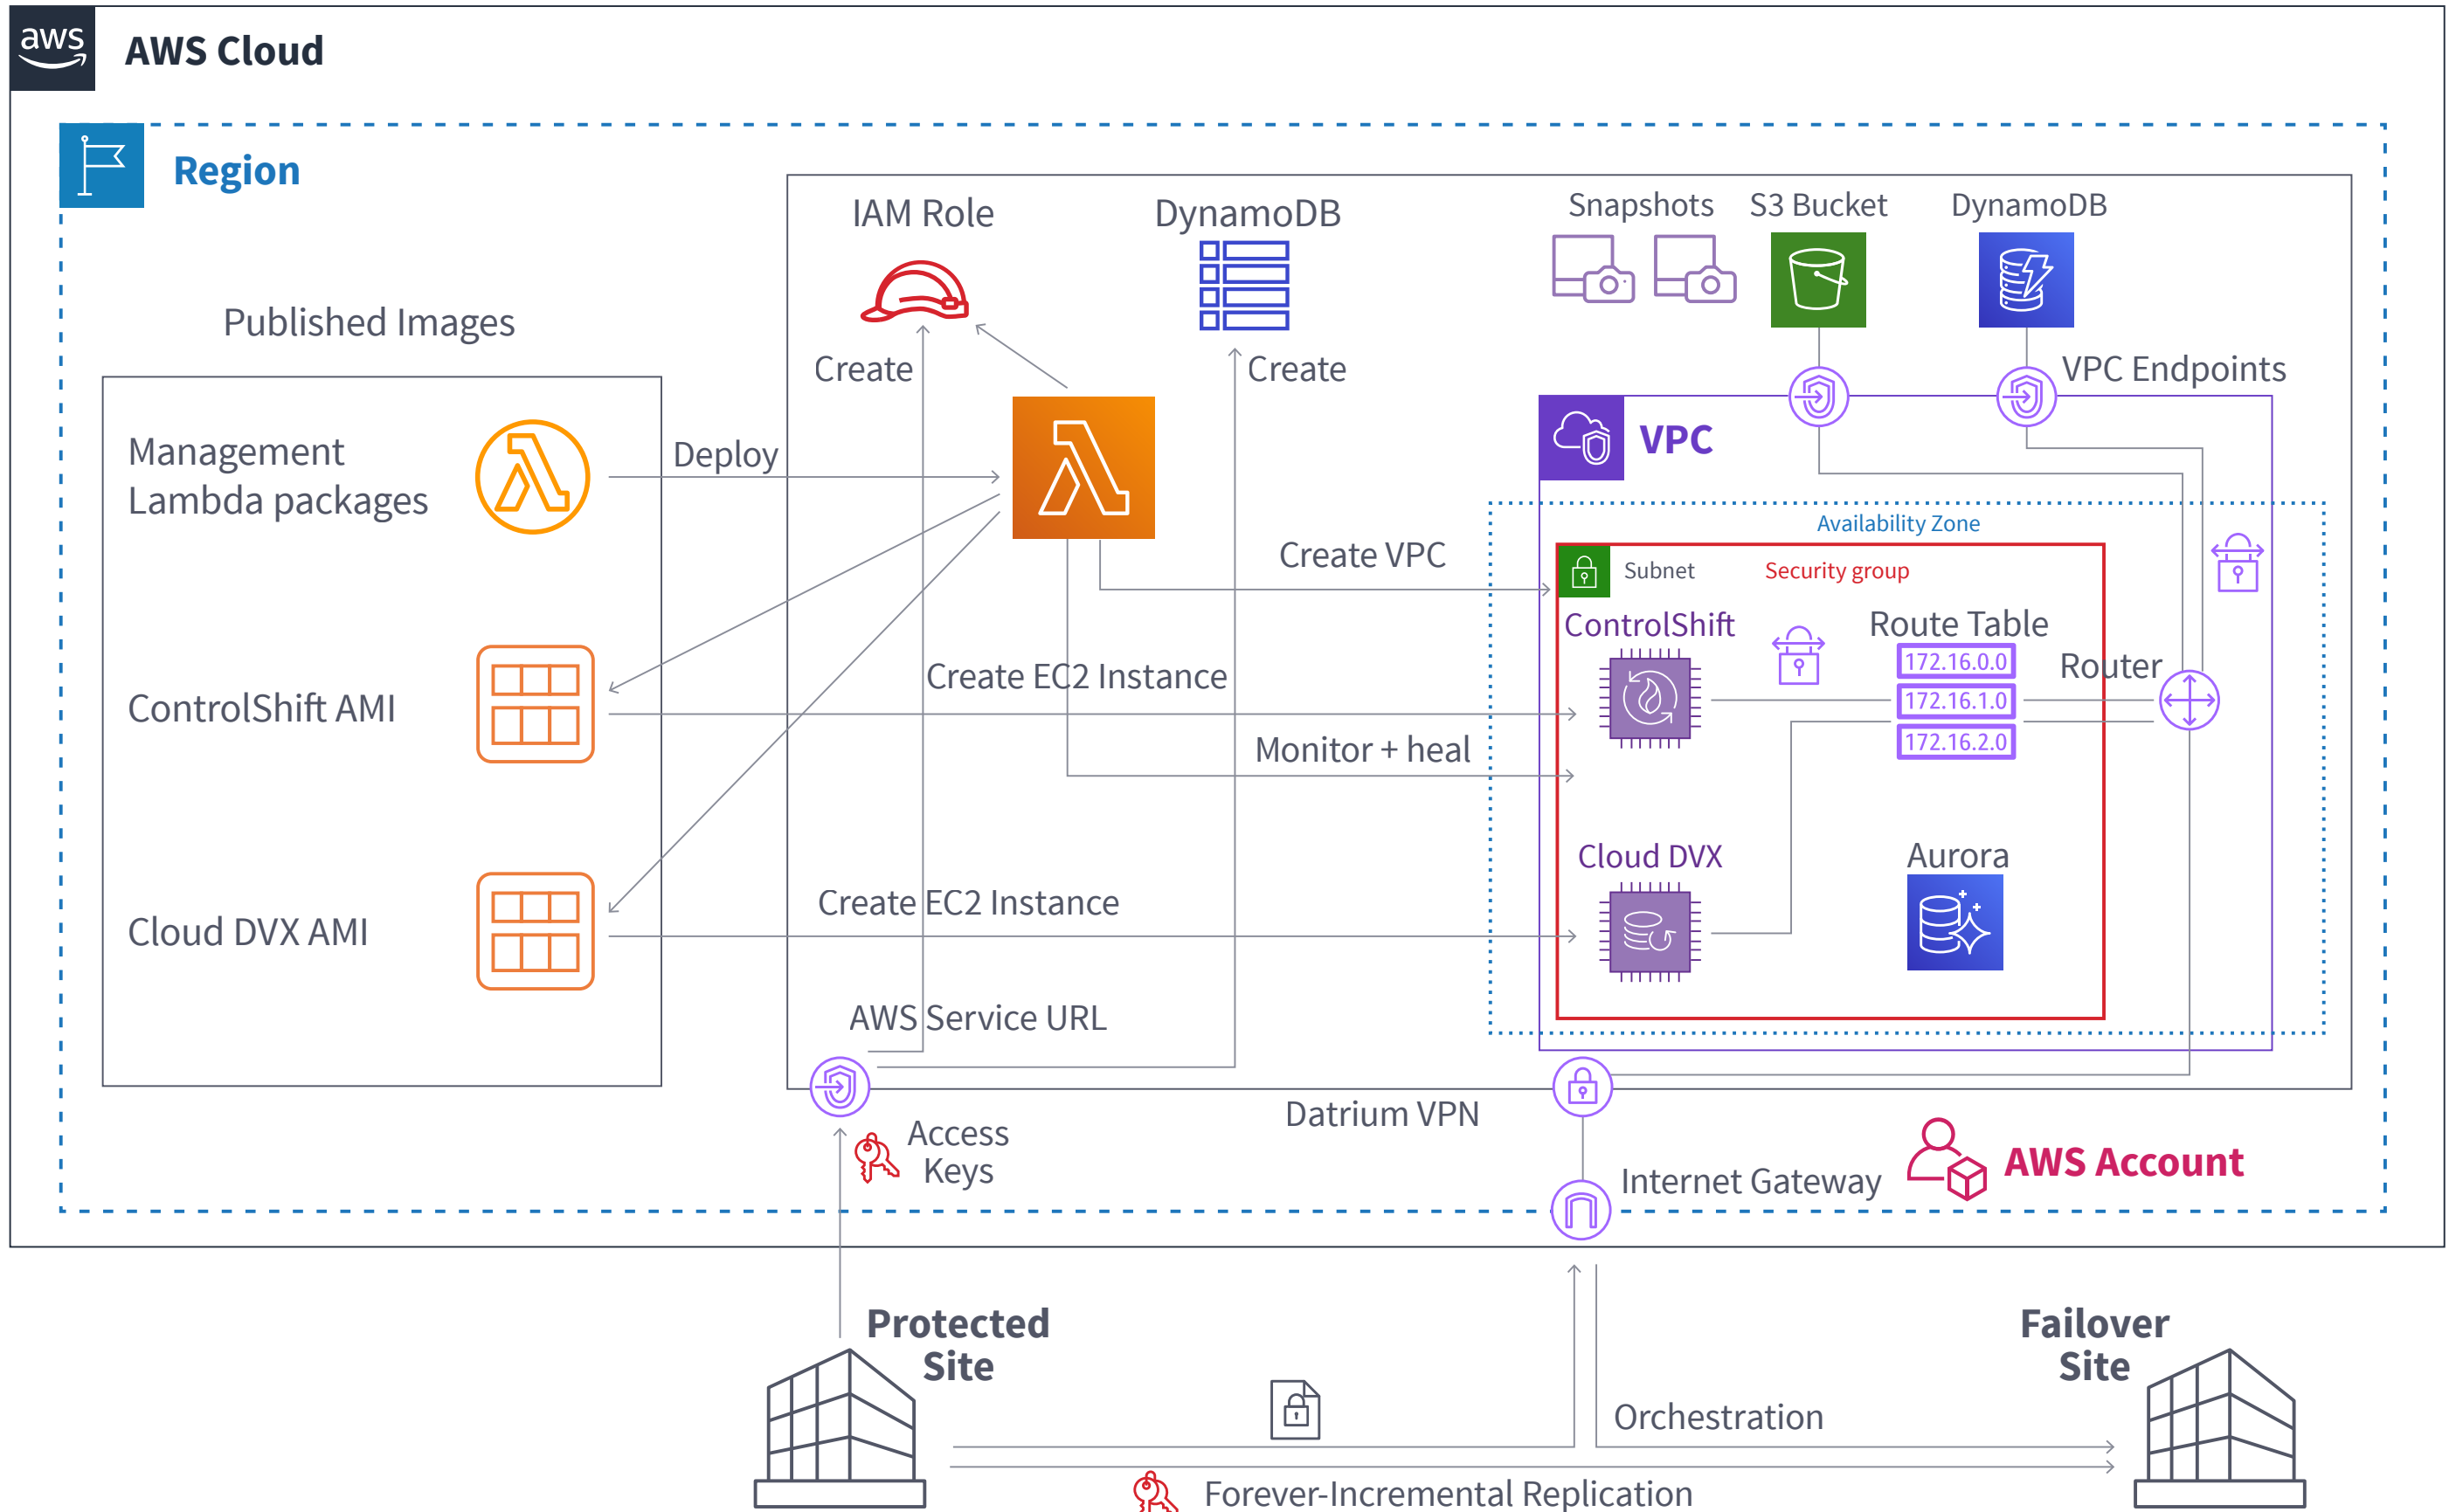 aws
AWS Cloud
Region
IAM Role
DynamoDB
Snapshots
S3 Bucket
DynamoDB
Published Images
Create
Create
VPC Endpoints
Management
Lambda packages
Deploy
VPC
Availability Zone
Create VPC
Subnet
Security group
ControlShift
Route Table
172.16.0.0
172.16.1.0
172.16.2.0
Router
ControlShift AMI
Create EC2 Instance
Monitor + heal
Cloud DVX
Aurora
Cloud DVX AMI
Create EC2 Instance
AWS Service URL
Datrium VPN
Access
Keys
Internet Gateway
AWS Account
Protected
Site
Failover
Site
Orchestration
Forever-Incremental Replication